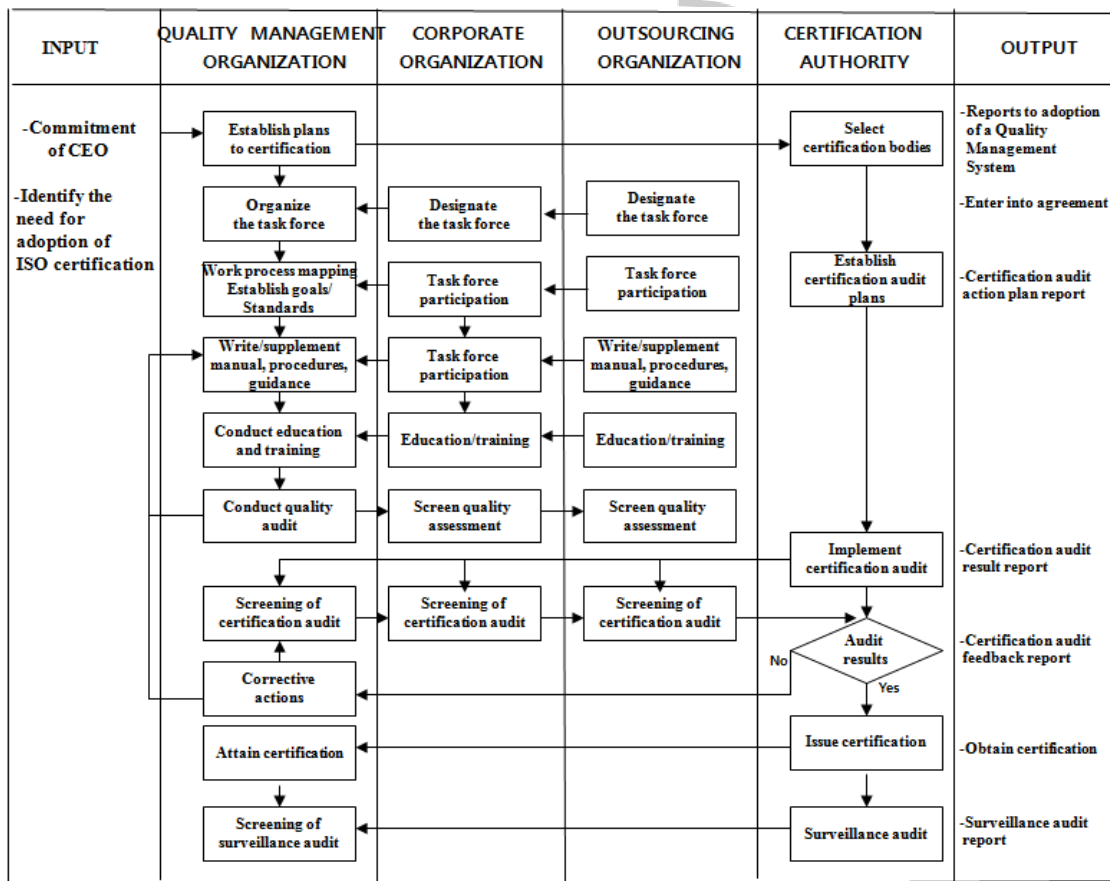 INPUT
QUALITY MANAGEMENT
ORGANIZATION
CORPORATE
ORGANIZATION
OUTSOURCING
ORGANIZATION
CERTIFICATION
AUTHORITY
OUTPUT
-Commitment
of CEO
-Identify the
need for
adoption of
ISO certification
Establish plans
to certification
Select
certification bodies
-Reports to adoption
of a Quality
Management
System
Organize
the task force
Designate
the task force
Designate
the task force
-Enter into agreement
Work process mapping
Establish goals/
Standards
Task force
participation
Task force
participation
Establish
certification audit
plans
-Certification audit
action plan report
Write/supplement
manual, procedures,
guidance
Task force
participation
Write/supplement
manual, procedures,
guidance
Conduct education
and training
Education/training
Education/training
Conduct quality
audit
Screen quality
assessment
Screen quality
assessment
Implement
certification audit
-Certification audit
result report
Screening of
certification audit
Screening of
certification audit
Screening of
certification audit
Audit
results
-Certification audit
feedback report
No
Yes
Corrective
actions
Attain certification
Issue certification
-Obtain certification
Screening of
surveillance audit
Surveillance audit
-Surveillance audit
report